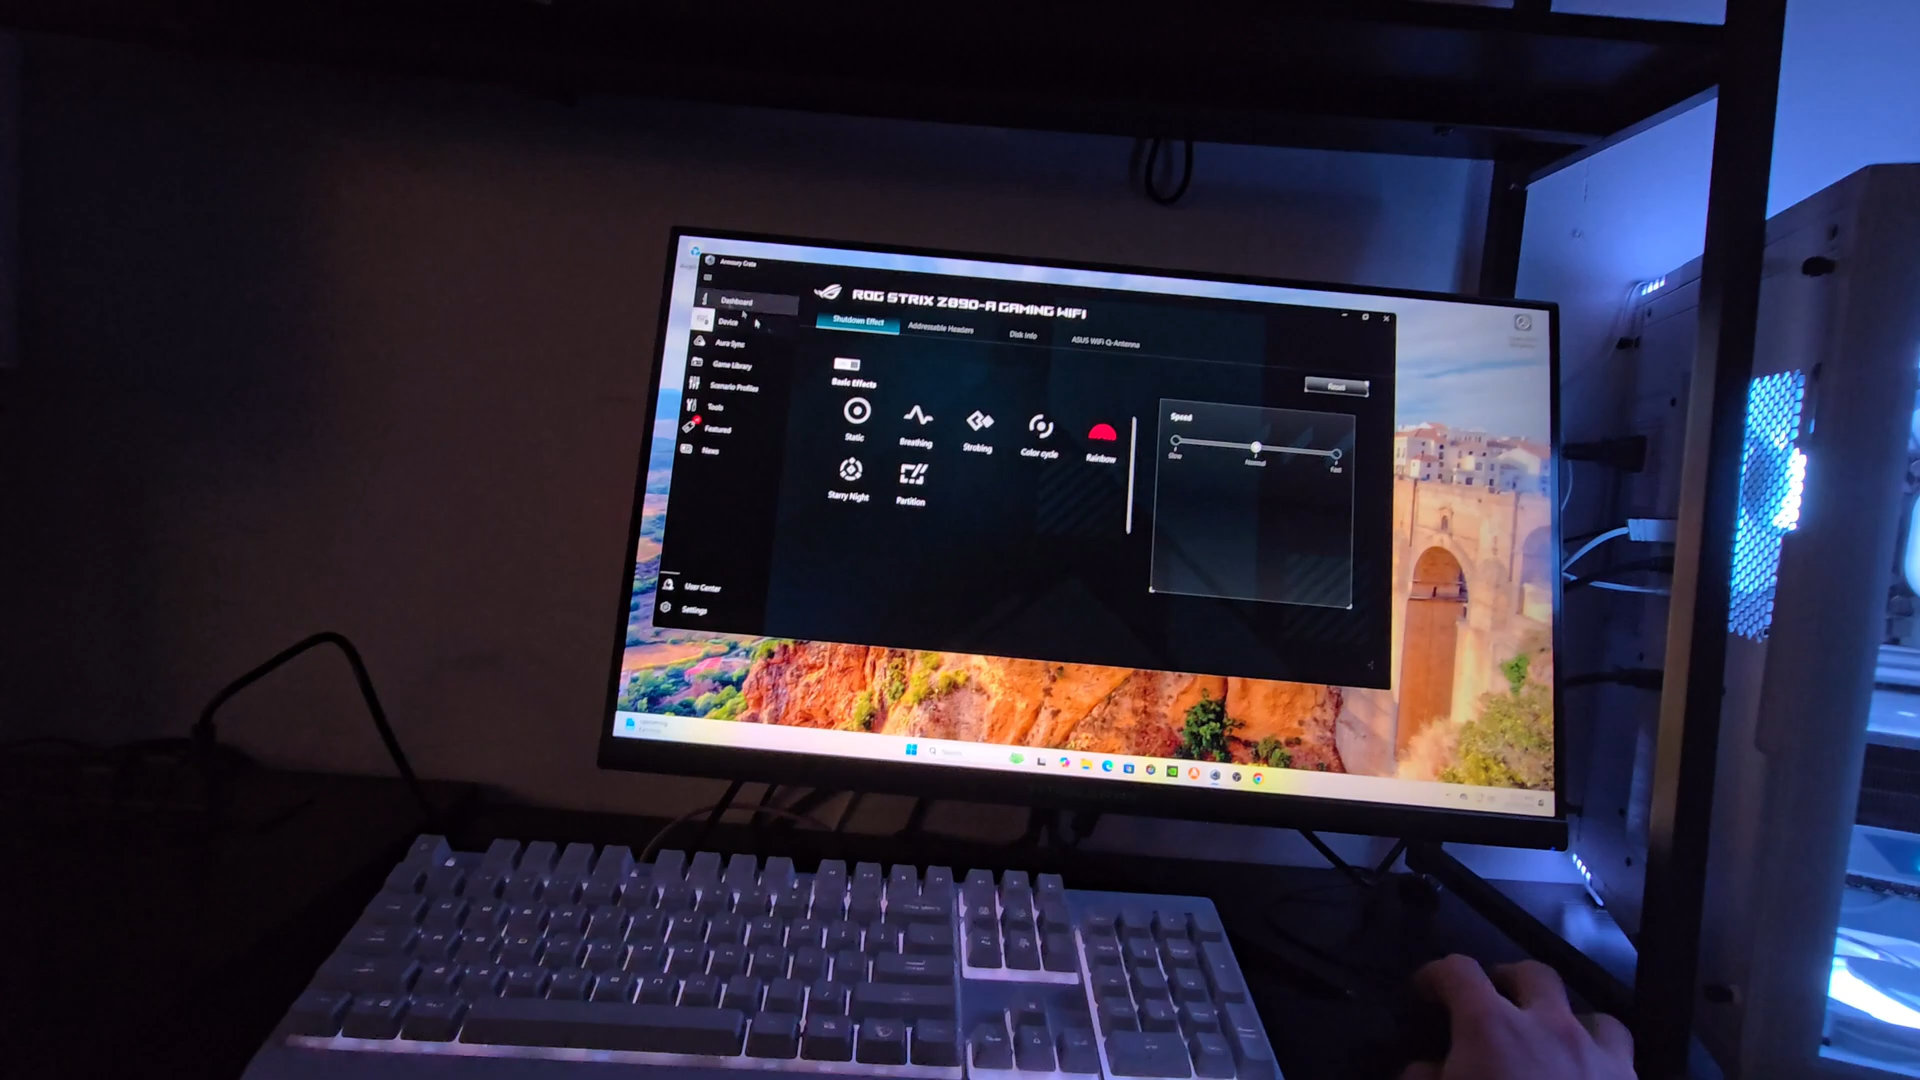 Armoury Crate
ROG STRIX Z890-A GAMING WIFI
Dashboard
Device
Aura Sync
Game Library
Scenario Profiles
Tools
Featured
News
User Center
Settings
Shutdown Effect
Addressable Headers
Disk Info
ASUS WiFi Q-Antenna
Basic Effects
Reset
Static
Breathing
Strobing
Color cycle
Rainbow
Starry Night
Partition
Speed
Slow
Normal
Fast
Search